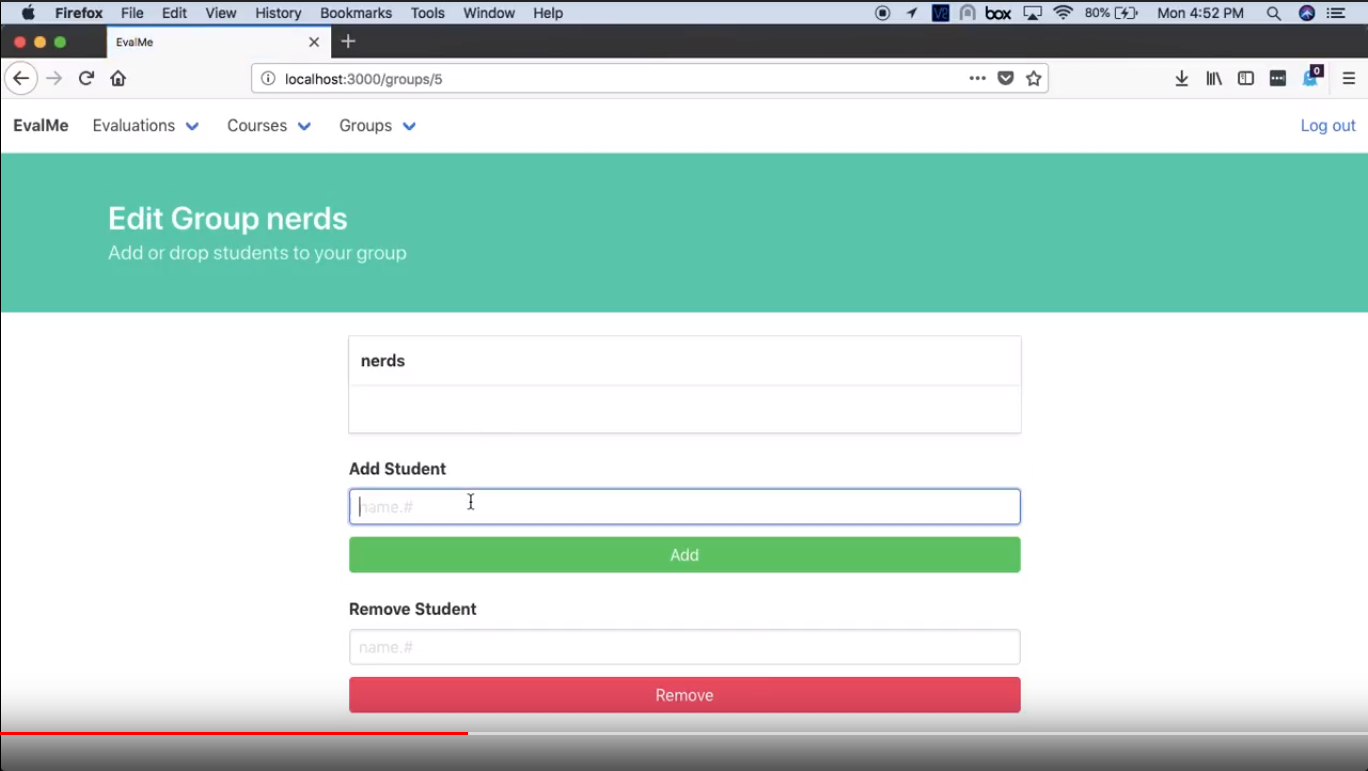 Firefox File Edit View History Bookmarks Tools Window Help box 80% Mon 4:52 PM
EvalMe
localhost:3000/groups/5
0
EvalMe Evaluations Courses Groups Log out
Edit Group nerds
Add or drop students to your group
nerds
Add Student
name.#
Add
Remove Student
name.#
Remove